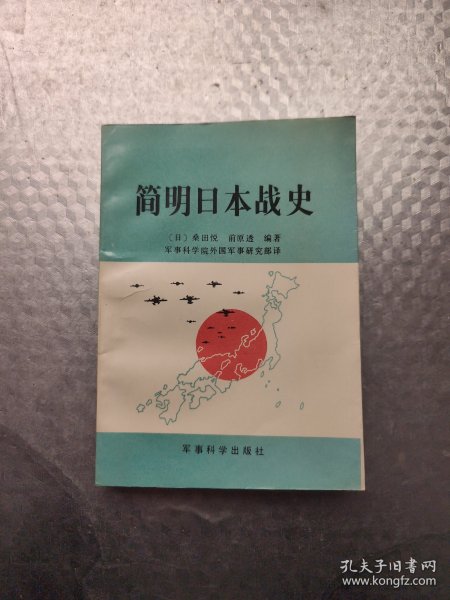 简明日本战史
〔日〕桑田悦 前原透 编著
军事科学院外国军事研究部译
军事科学出版社
孔夫子旧书网
www.kongfz.com